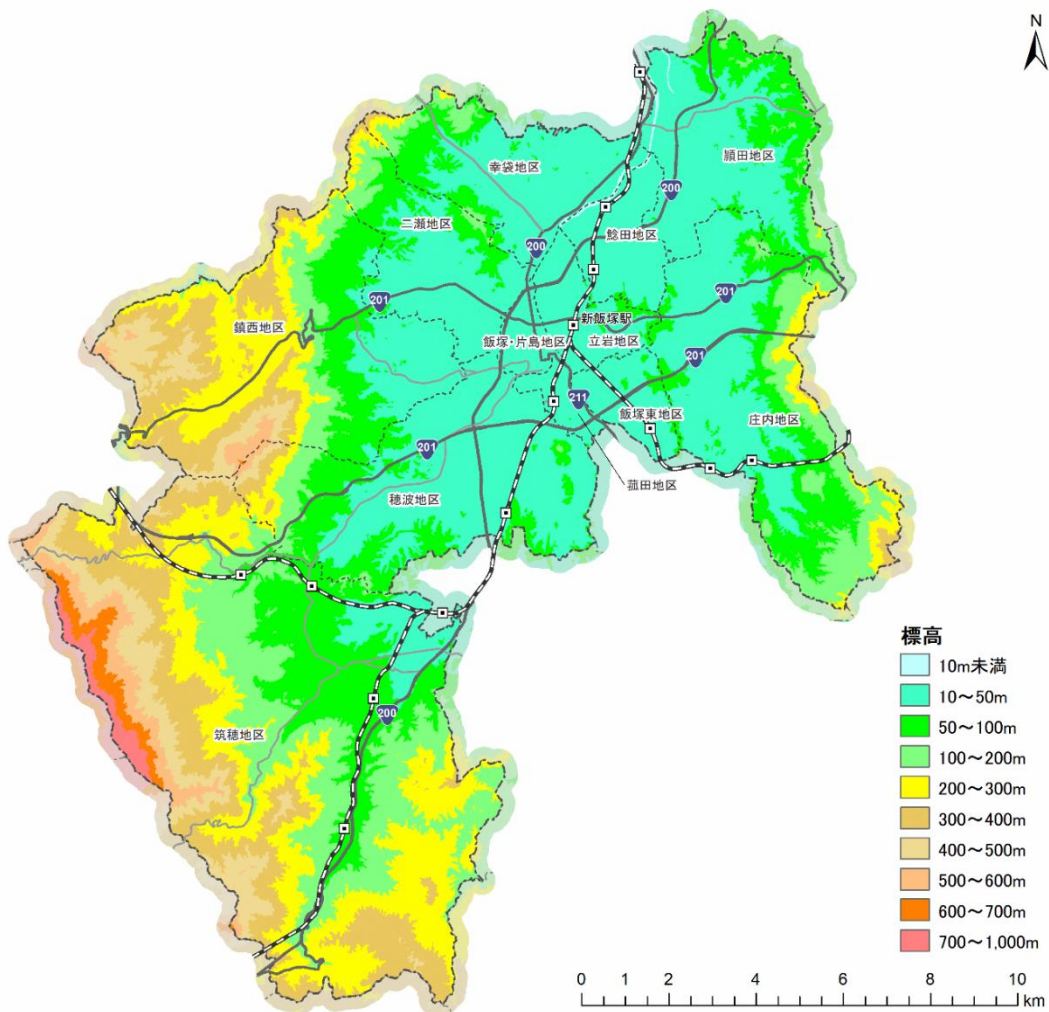 N
幸袋地区
頴田地区
200
二瀬地区
鯰田地区
200
201
201
新飯塚駅
鎮西地区
飯塚・片島地区
立岩地区
201
211
飯塚東地区
庄内地区
201
菰田地区
穂波地区
200
筑穂地区
標高
10m未満
10～50m
50～100m
100～200m
200～300m
300～400m
400～500m
500～600m
600～700m
700～1,000m
0 1 2 4 6 8 10
km